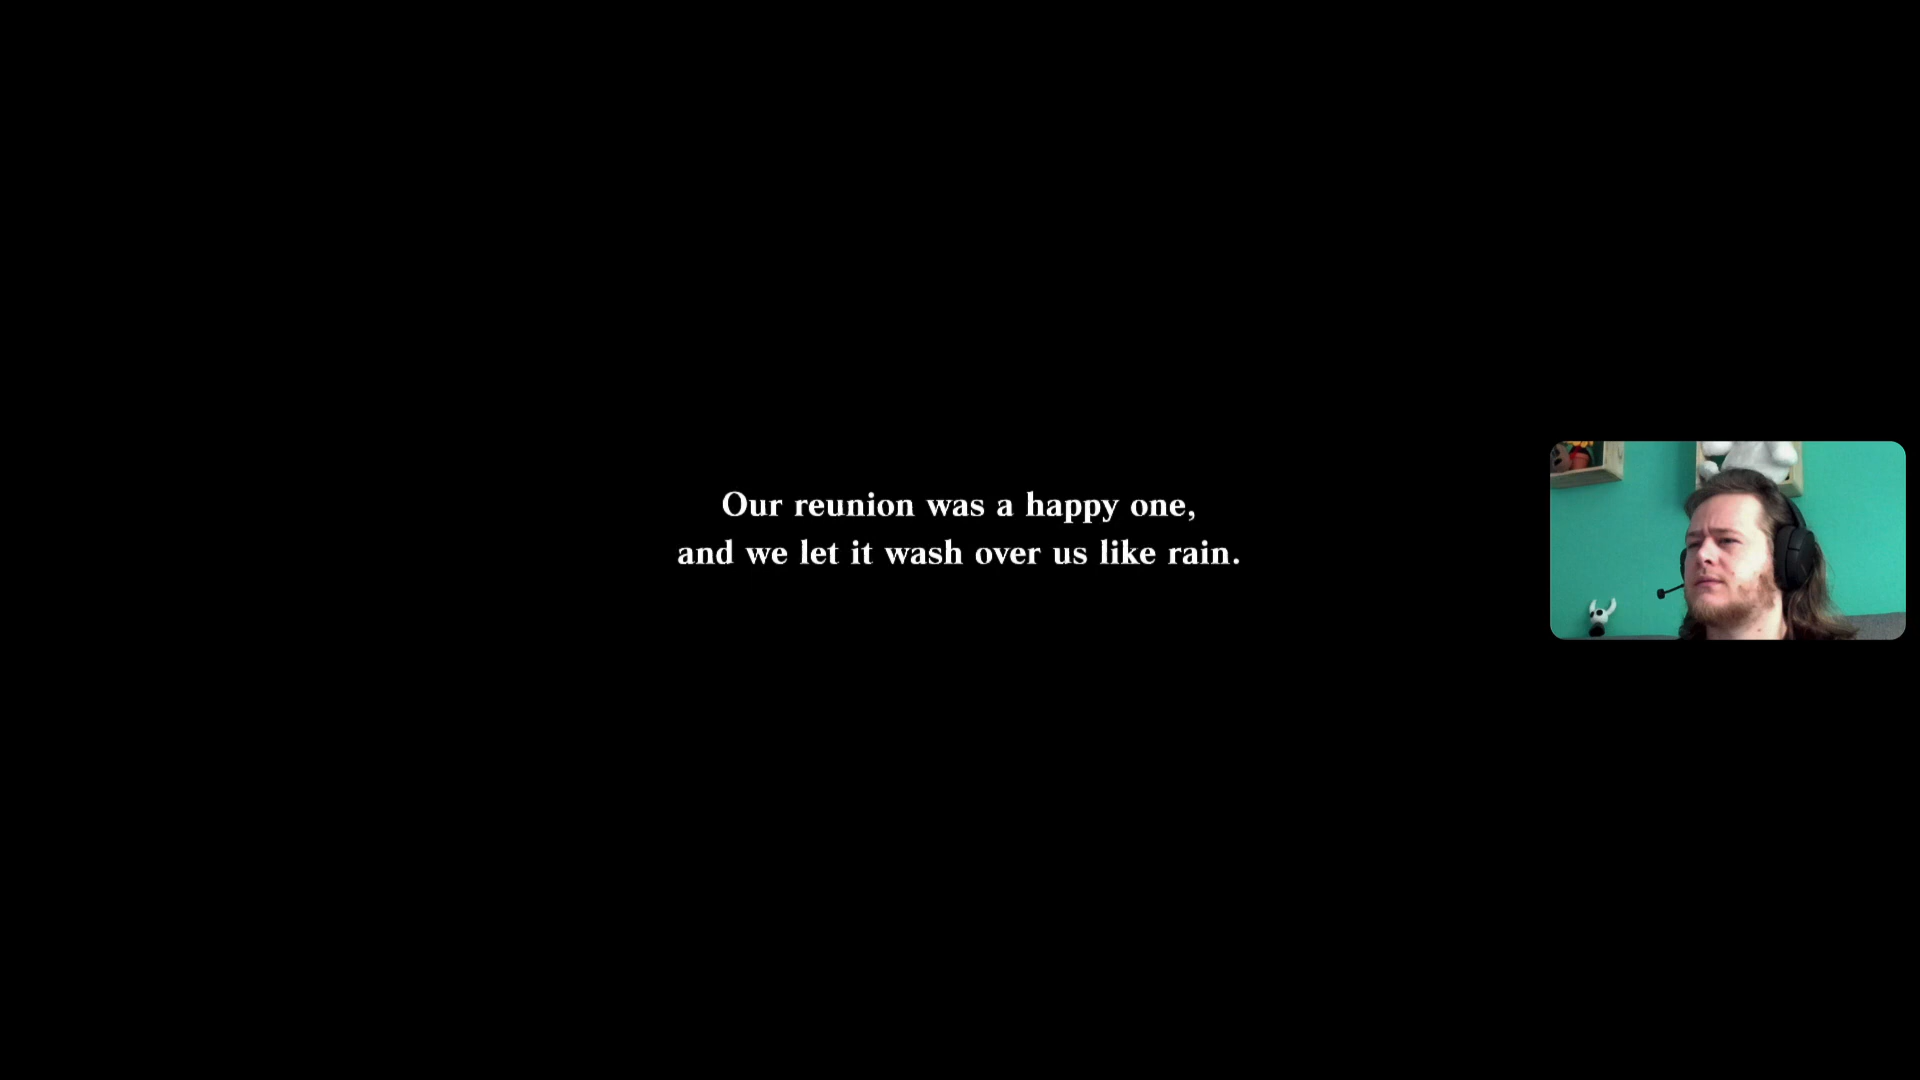 Our reunion was a happy one,
and we let it wash over us like rain.